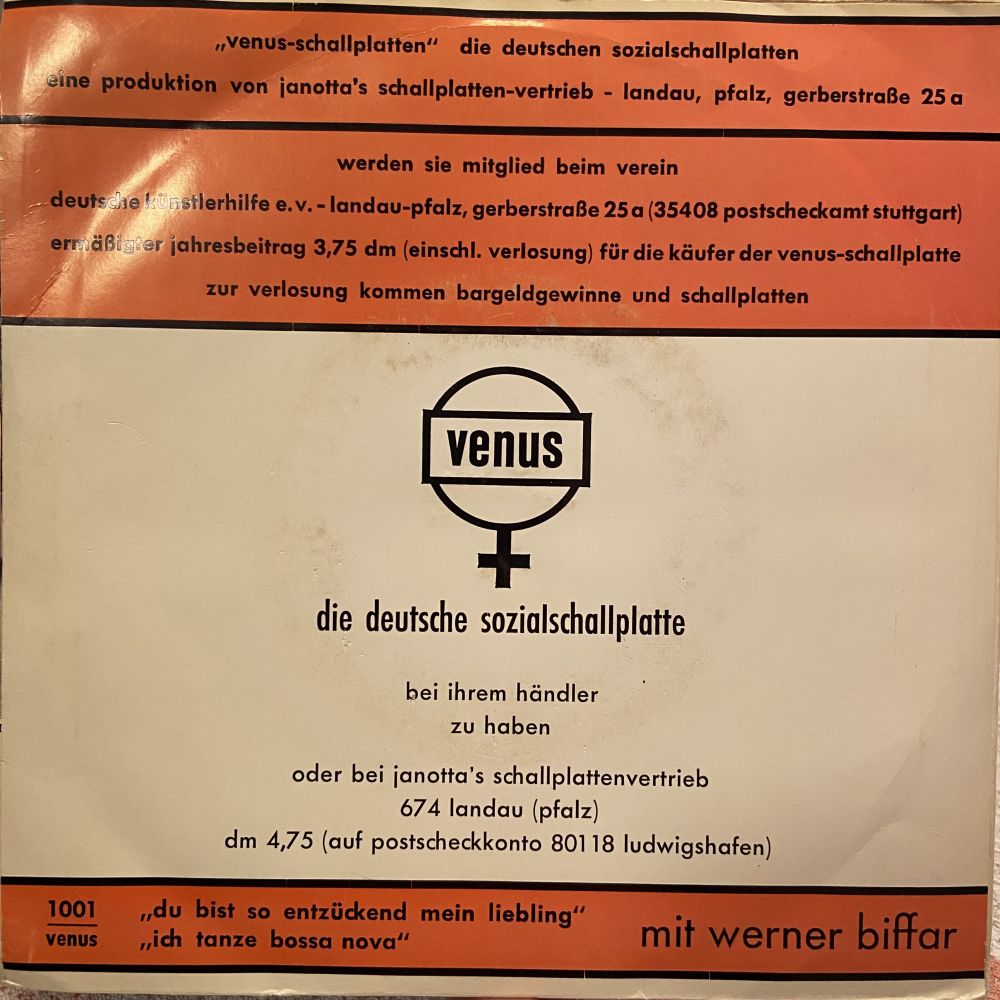 „venus-schallplatten“ die deutschen sozialschallplatten
eine produktion von janotta's schallplatten-vertrieb - landau, pfalz, gerberstraße 25 a
werden sie mitglied beim verein
deutsche künstlerhilfe e. v. - landau-pfalz, gerberstraße 25 a (35408 postscheckamt stuttgart)
ermäßigter jahresbeitrag 3,75 dm (einschl. verlosung) für die käufer der venus-schallplatte
zur verlosung kommen bargeldgewinne und schallplatten
venus
die deutsche sozialschallplatte
bei ihrem händler
zu haben
oder bei janotta's schallplattenvertrieb
674 landau (pfalz)
dm 4,75 (auf postscheckkonto 80118 ludwigshafen)
1001 „du bist so entzückend mein liebling“
venus „ich tanze bossa nova“
mit werner biffar